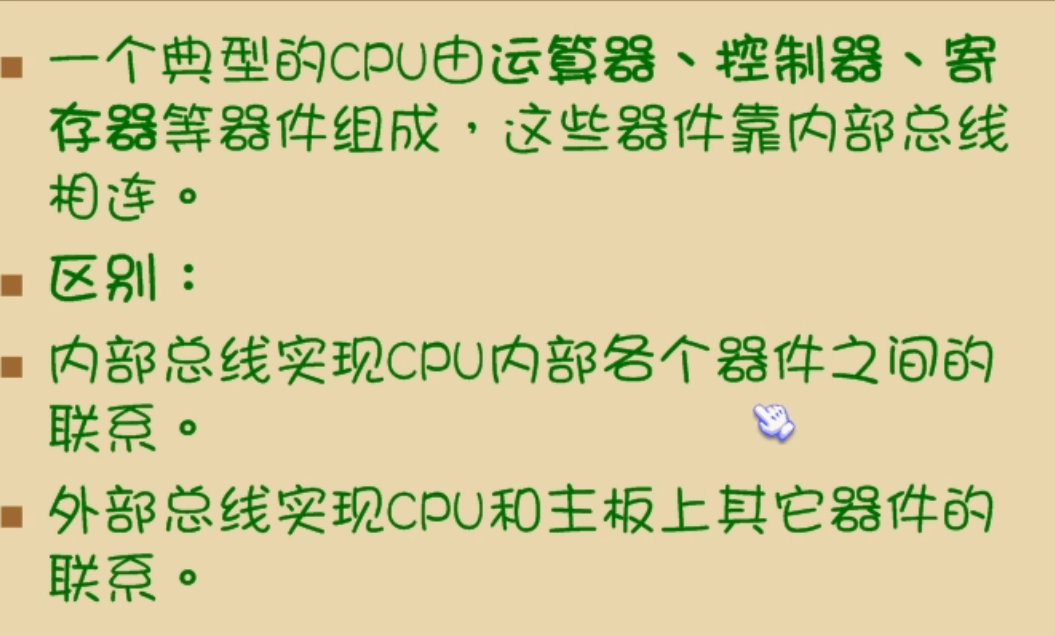 一个典型的CPU由运算器、控制器、寄
存器等器件组成，这些器件靠内部总线
相连。
区别：
内部总线实现CPU内部各个器件之间的
联系。
外部总线实现CPU和主板上其它器件的
联系。